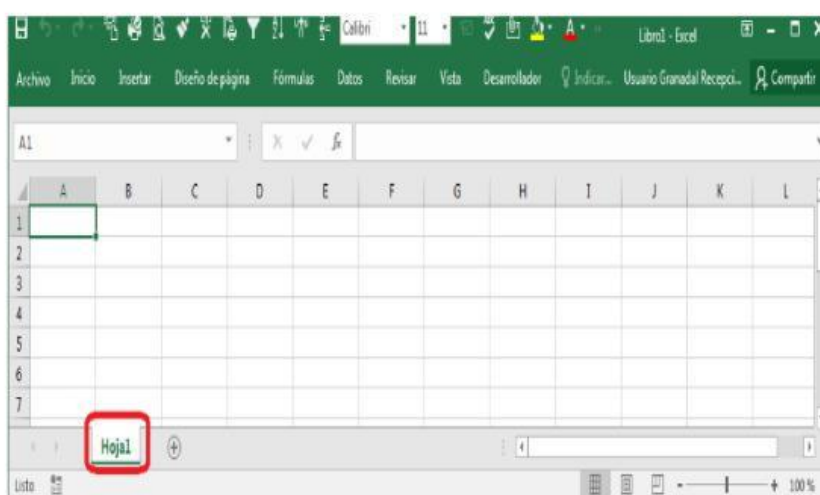 Calibri 11 Libro1 - Excel
Archivo Inicio Insertar Diseño de página Fórmulas Datos Revisar Vista Desarrollador Indicar... Usuario Granadal Recepci... Compartir
A1 fx
A B C D E F G H I J K L
1
2
3
4
5
6
7
Hoja1
Listo 100 %